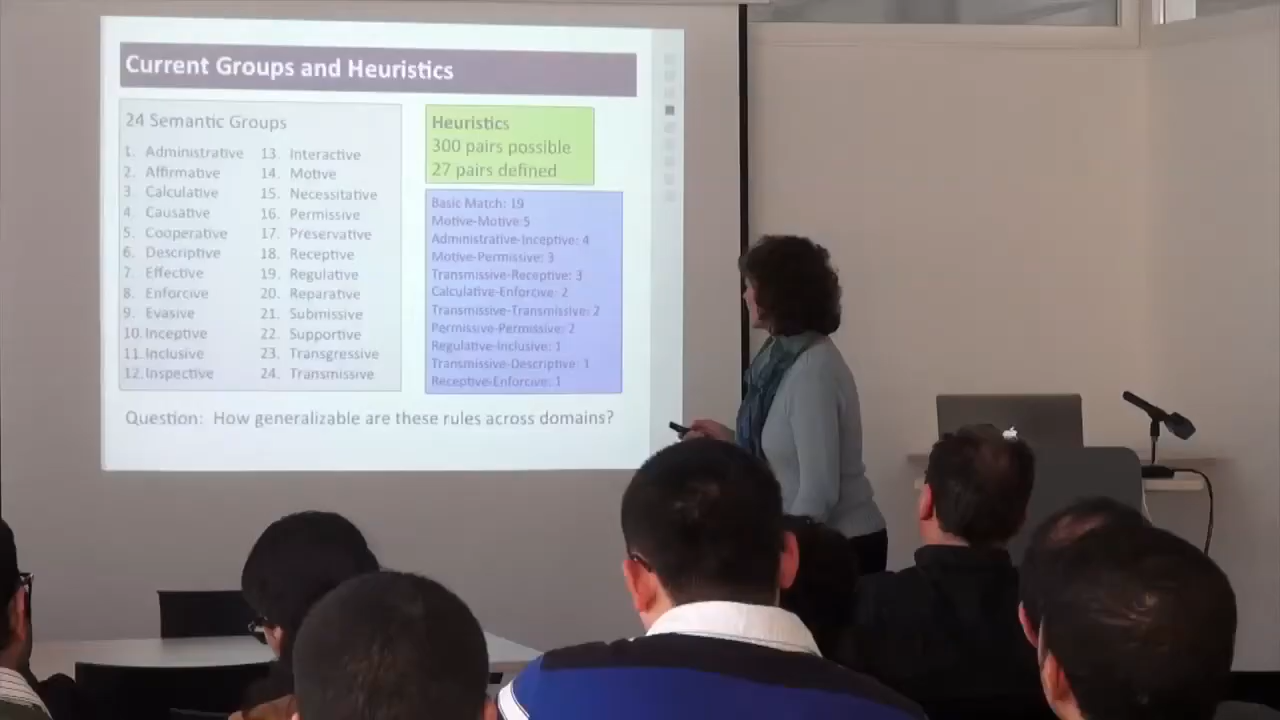 Current Groups and Heuristics
24 Semantic Groups
1. Administrative
2. Affirmative
3. Calculative
4. Causative
5. Cooperative
6. Descriptive
7. Effective
8. Enforcive
9. Evasive
10. Inceptive
11. Inclusive
12. Inspective
13. Interactive
14. Motive
15. Necessitative
16. Permissive
17. Preservative
18. Receptive
19. Regulative
20. Reparative
21. Submissive
22. Supportive
23. Transgressive
24. Transmissive
Heuristics
300 pairs possible
27 pairs defined
Basic Match: 19
Motive-Motive: 5
Administrative-Inceptive: 4
Motive-Permissive: 3
Transmissive-Receptive: 3
Calculative-Enforcive: 2
Transmissive-Transmissive: 2
Permissive-Permissive: 2
Regulative-Inclusive: 1
Transmissive-Descriptive: 1
Receptive-Enforcive: 1
Question: How generalizable are these rules across domains?